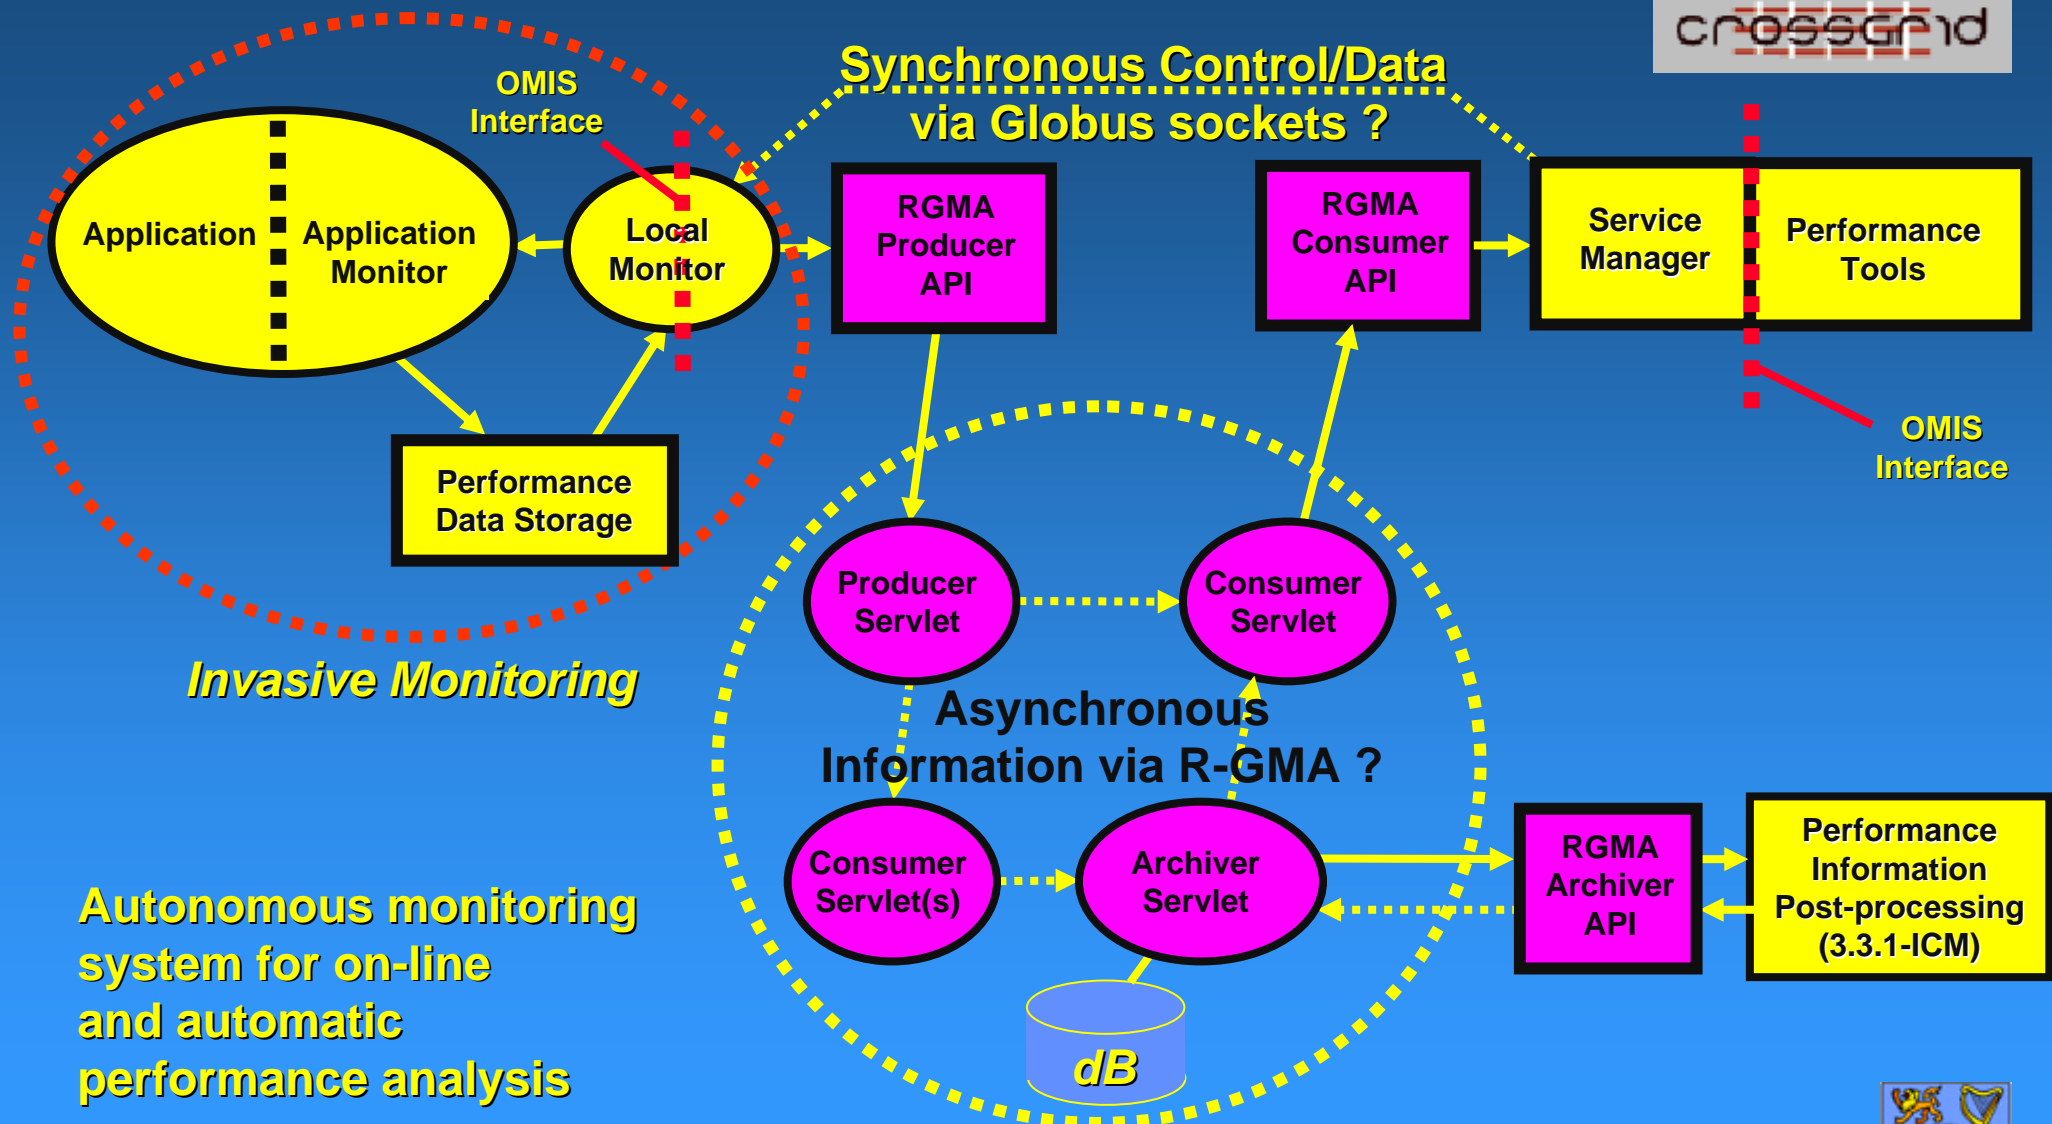 crossGrid
OMIS
Interface
Synchronous Control/Data
via Globus sockets ?
Application
Application
Monitor
Local
Monitor
RGMA
Producer
API
RGMA
Consumer
API
Service
Manager
Performance
Tools
OMIS
Interface
Performance
Data Storage
Producer
Servlet
Consumer
Servlet
Invasive Monitoring
Asynchronous
Information via R-GMA ?
Consumer
Servlet(s)
Archiver
Servlet
RGMA
Archiver
API
Performance
Information
Post-processing
(3.3.1-ICM)
Autonomous monitoring
system for on-line
and automatic
performance analysis
dB